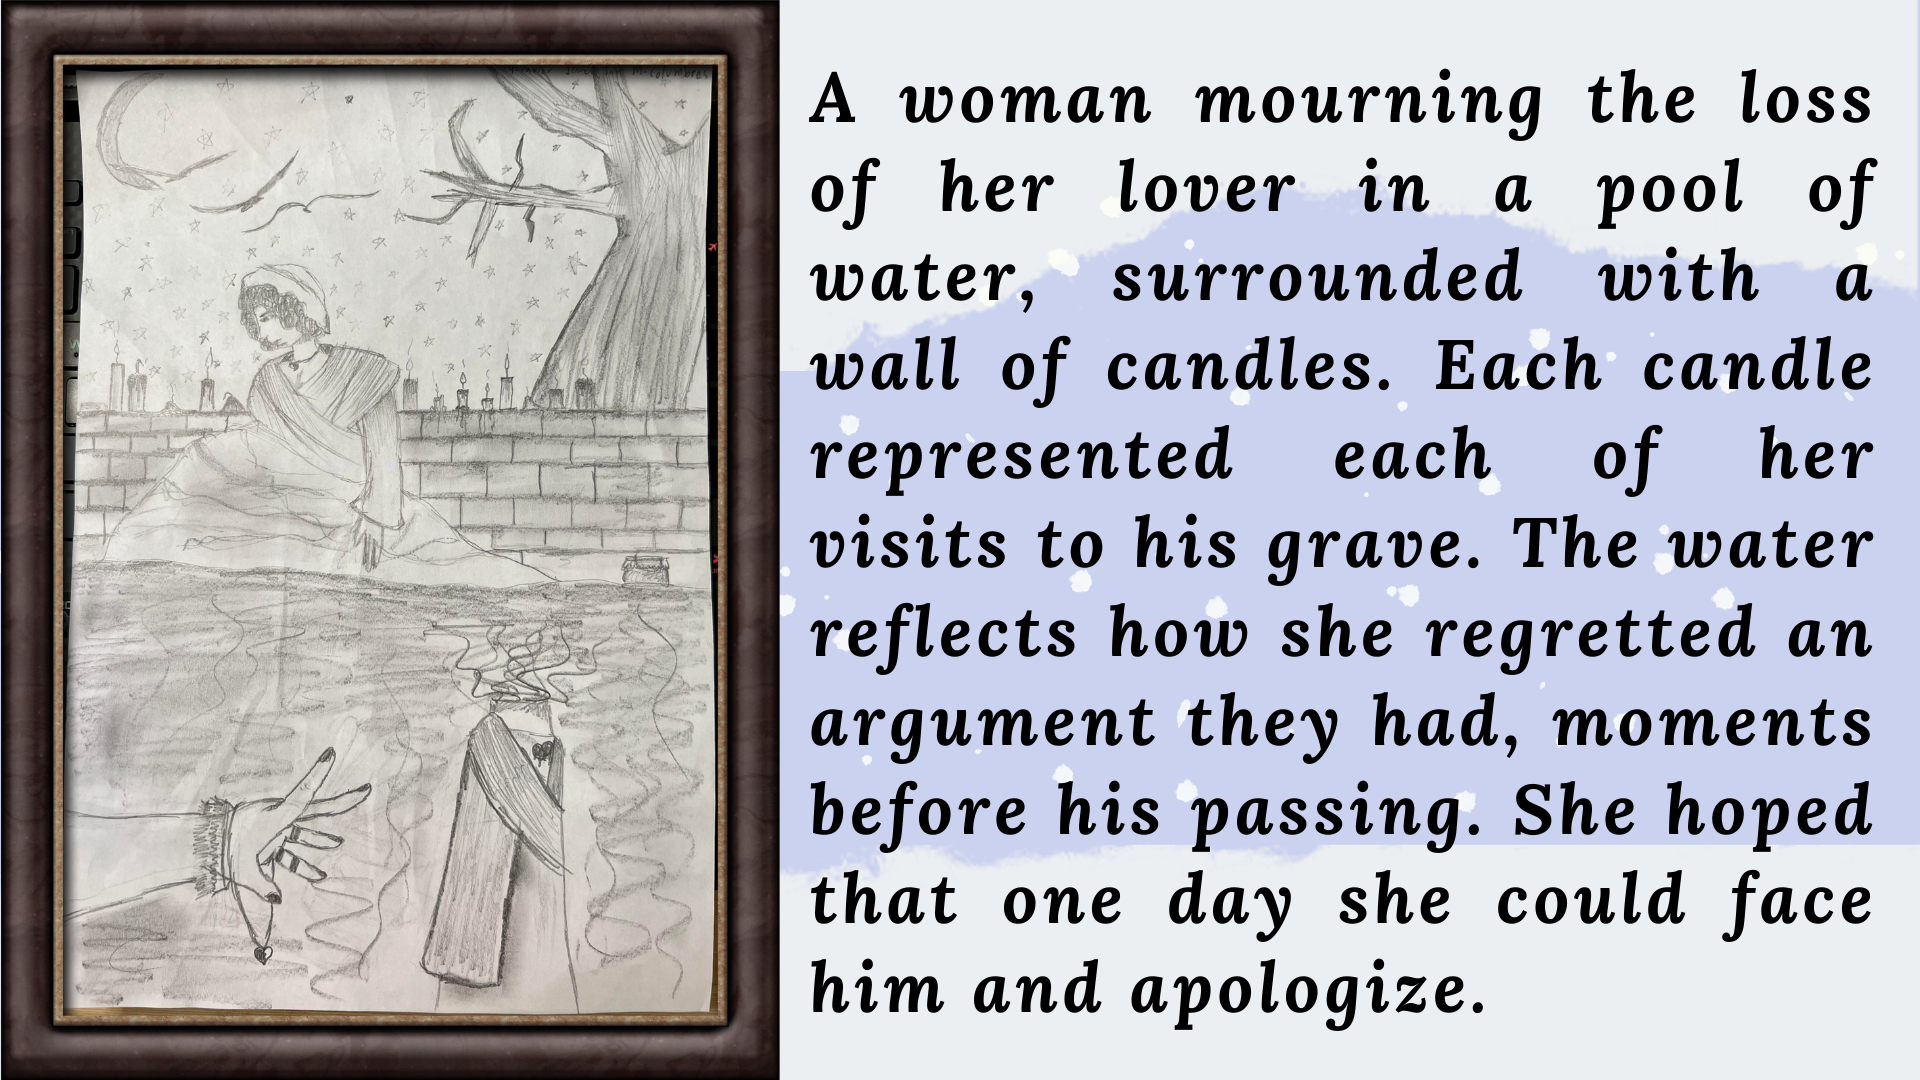 A woman mourning the loss
of her lover in a pool of
water, surrounded with a
wall of candles. Each candle
represented each of her
visits to his grave. The water
reflects how she regretted an
argument they had, moments
before his passing. She hoped
that one day she could face
him and apologize.